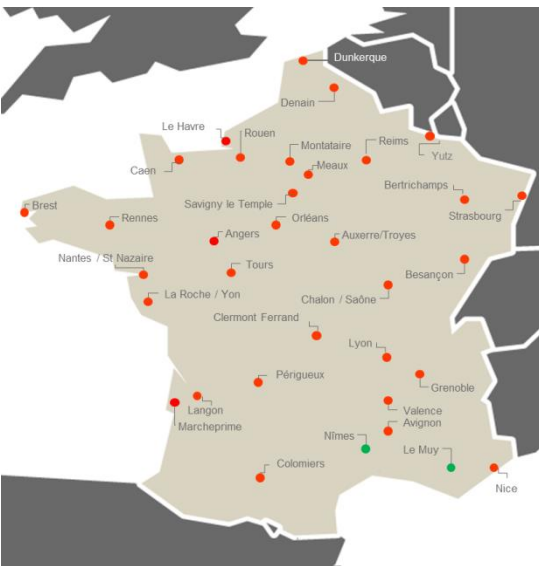 Dunkerque
Denain
Le Havre
Rouen
Montataire
Reims
Yutz
Caen
Meaux
Bertrichamps
Savigny le Temple
Strasbourg
Brest
Rennes
Orléans
Angers
Auxerre/Troyes
Nantes / St Nazaire
Tours
Besançon
La Roche / Yon
Chalon / Saône
Clermont Ferrand
Lyon
Périgueux
Grenoble
Langon
Valence
Marcheprime
Avignon
Nîmes
Le Muy
Colomiers
Nice